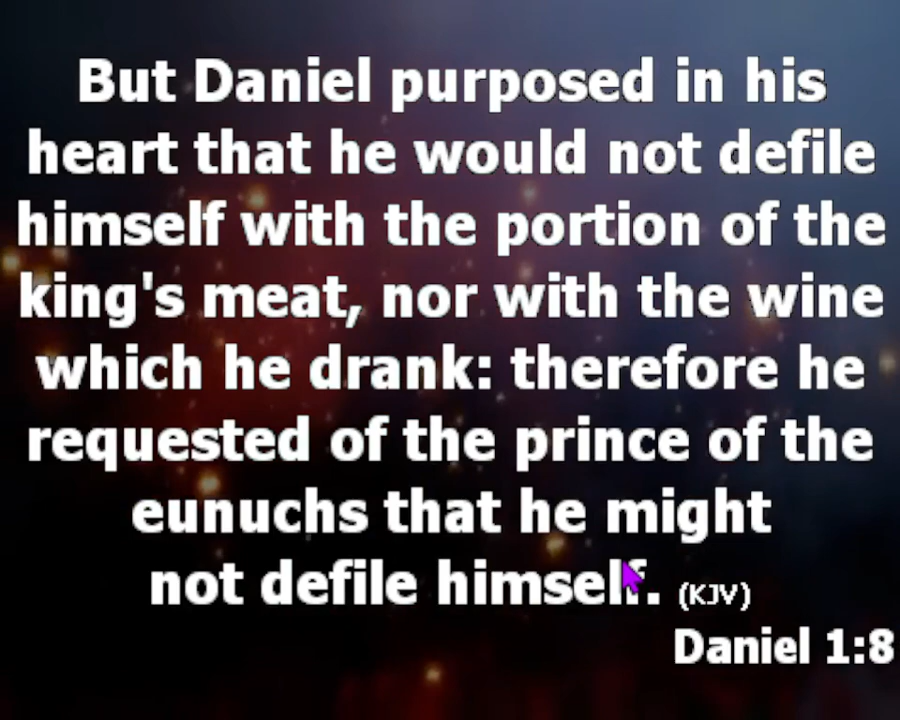 But Daniel purposed in his
heart that he would not defile
himself with the portion of the
king's meat, nor with the wine
which he drank: therefore he
requested of the prince of the
eunuchs that he might
not defile himself. (KJV)
Daniel 1:8